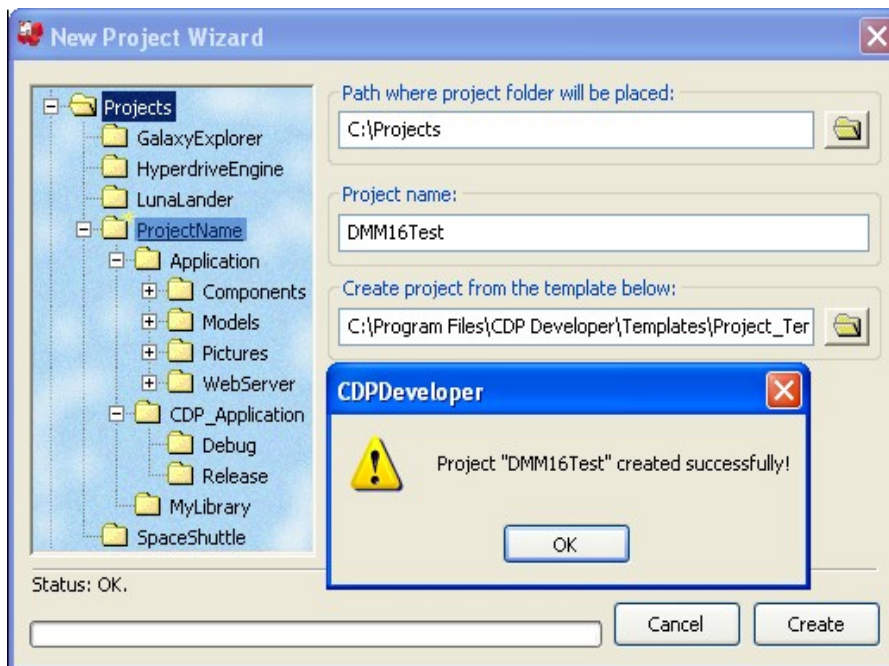 New Project Wizard
Projects
GalaxyExplorer
HyperdriveEngine
LunaLander
ProjectName
Application
Components
Models
Pictures
WebServer
CDP_Application
Debug
Release
MyLibrary
SpaceShuttle
Path where project folder will be placed:
C:\Projects
Project name:
DMM16Test
Create project from the template below:
C:\Program Files\CDP Developer\Templates\Project_Ter
CDPDeveloper
Project "DMM16Test" created successfully!
OK
Status: OK.
Cancel
Create